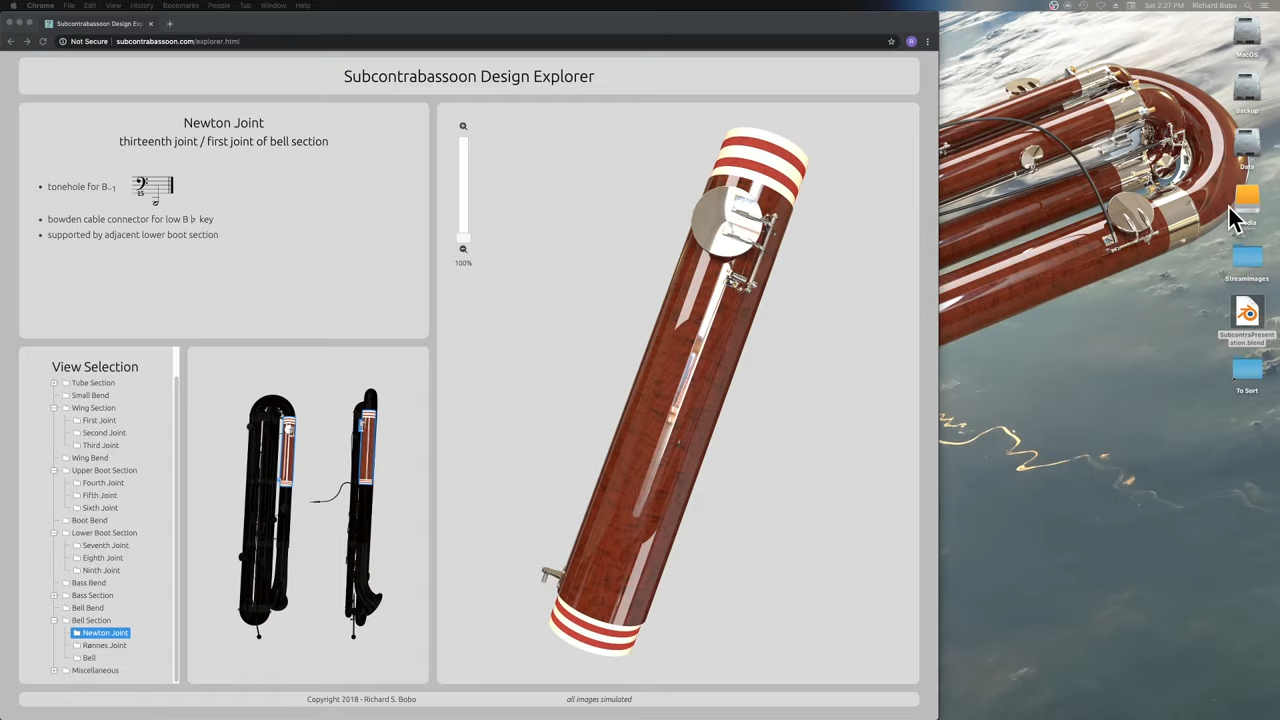 Chrome File Edit View History Bookmarks People Tab Window Help
Sat 2:27 PM Richard Bobo
Subcontrabassoon Design Ex
Not Secure | subcontrabassoon.com/explorer.html
R
Subcontrabassoon Design Explorer
Newton Joint
thirteenth joint / first joint of bell section
tonehole for B₋₁
15
bowden cable connector for low B♭ key
supported by adjacent lower boot section
100%
View Selection
Tube Section
Small Bend
Wing Section
First Joint
Second Joint
Third Joint
Wing Bend
Upper Boot Section
Fourth Joint
Fifth Joint
Sixth Joint
Boot Bend
Lower Boot Section
Seventh Joint
Eighth Joint
Ninth Joint
Bass Bend
Bass Section
Bell Bend
Bell Section
Newton Joint
Rønnes Joint
Bell
Miscellaneous
Copyright 2018 - Richard S. Bobo
all images simulated
MacOS
Backup
StreamImages
SubcontraPresent
ation.blend
To Sort